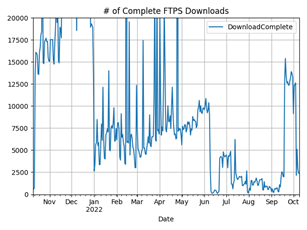 # of Complete FTPS Downloads
DownloadComplete
20000
17500
15000
12500
10000
7500
5000
2500
0
Nov Dec Jan Feb Mar Apr May Jun Jul Aug Sep Oct
2022
Date